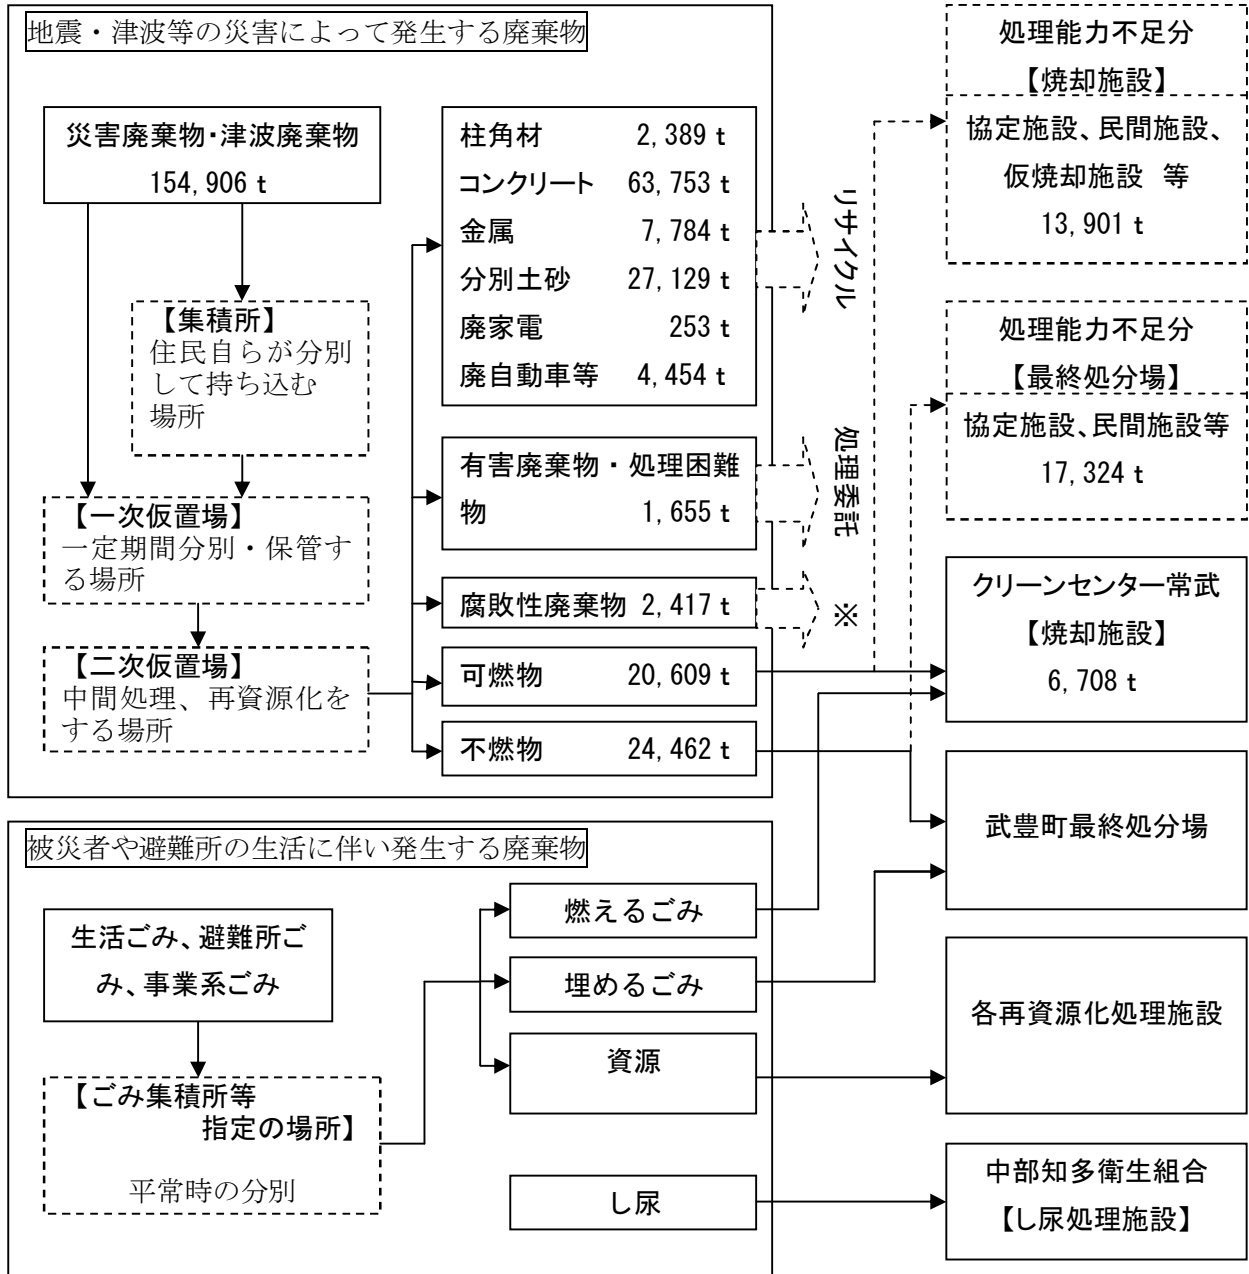 地震・津波等の災害によって発生する廃棄物
災害廃棄物・津波廃棄物
154,906 t
【集積所】
住民自らが分別
して持ち込む
場所
【一次仮置場】
一定期間分別・保管す
る場所
【二次仮置場】
中間処理、再資源化を
する場所
柱角材 2,389 t
コンクリート 63,753 t
金属 7,784 t
分別土砂 27,129 t
廃家電 253 t
廃自動車等 4,454 t
有害廃棄物・処理困難
物 1,655 t
腐敗性廃棄物 2,417 t
可燃物 20,609 t
不燃物 24,462 t
リサイクル
処理委託
※
処理能力不足分
【焼却施設】
協定施設、民間施設、
仮焼却施設 等
13,901 t
処理能力不足分
【最終処分場】
協定施設、民間施設等
17,324 t
クリーンセンター常武
【焼却施設】
6,708 t
武豊町最終処分場
被災者や避難所の生活に伴い発生する廃棄物
生活ごみ、避難所ご
み、事業系ごみ
【ごみ集積所等
指定の場所】
平常時の分別
燃えるごみ
埋めるごみ
資源
し尿
各再資源化処理施設
中部知多衛生組合
【し尿処理施設】